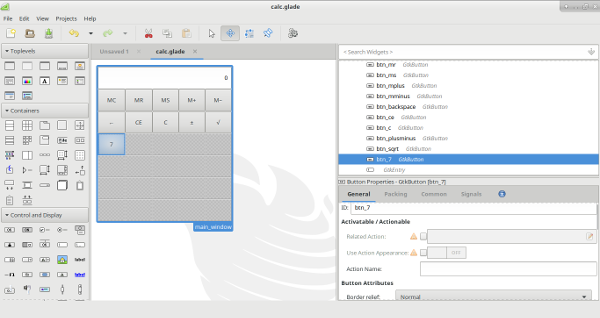 calc.glade
File Edit View Projects Help
Toplevels
Containers
Control and Display
Unsaved 1
calc.glade
0
MC MR MS M+ M-
← CE C ± √
7
main_window
< Search Widgets >
btn_mr GtkButton
btn_ms GtkButton
btn_mplus GtkButton
btn_mminus GtkButton
btn_backspace GtkButton
btn_ce GtkButton
btn_c GtkButton
btn_plusminus GtkButton
btn_sqrt GtkButton
btn_7 GtkButton
GtkEntry
Button Properties - GtkButton [btn_7]
General Packing Common Signals
ID: btn_7
Activatable / Actionable
Related Action:
Use Action Appearance:
Action Name:
Button Attributes
Border relief: Normal